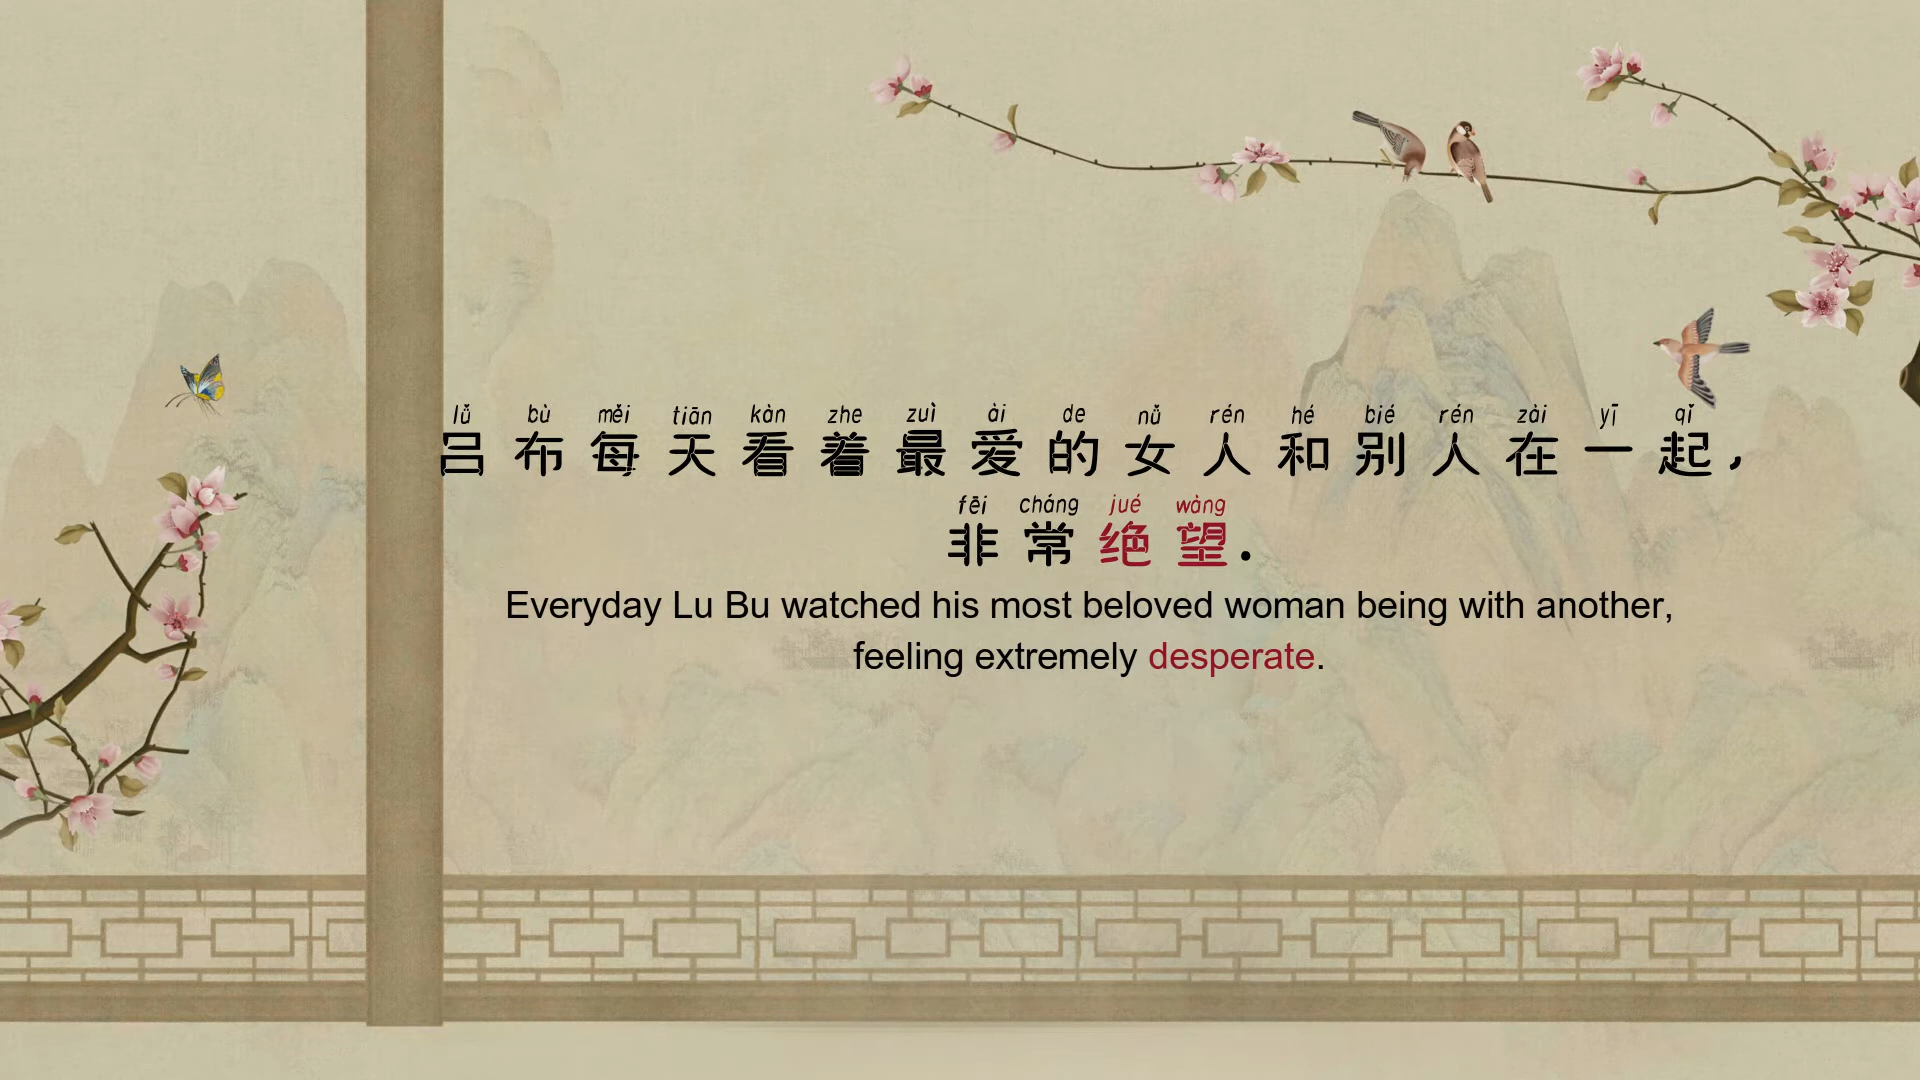 lǚ bù měi tiān kàn zhe zuì ài de nǚ rén hé bié rén zài yī qǐ
吕布每天看着最爱的女人和别人在一起，
fēi cháng jué wàng
非常绝望.
Everyday Lu Bu watched his most beloved woman being with another,
feeling extremely desperate.